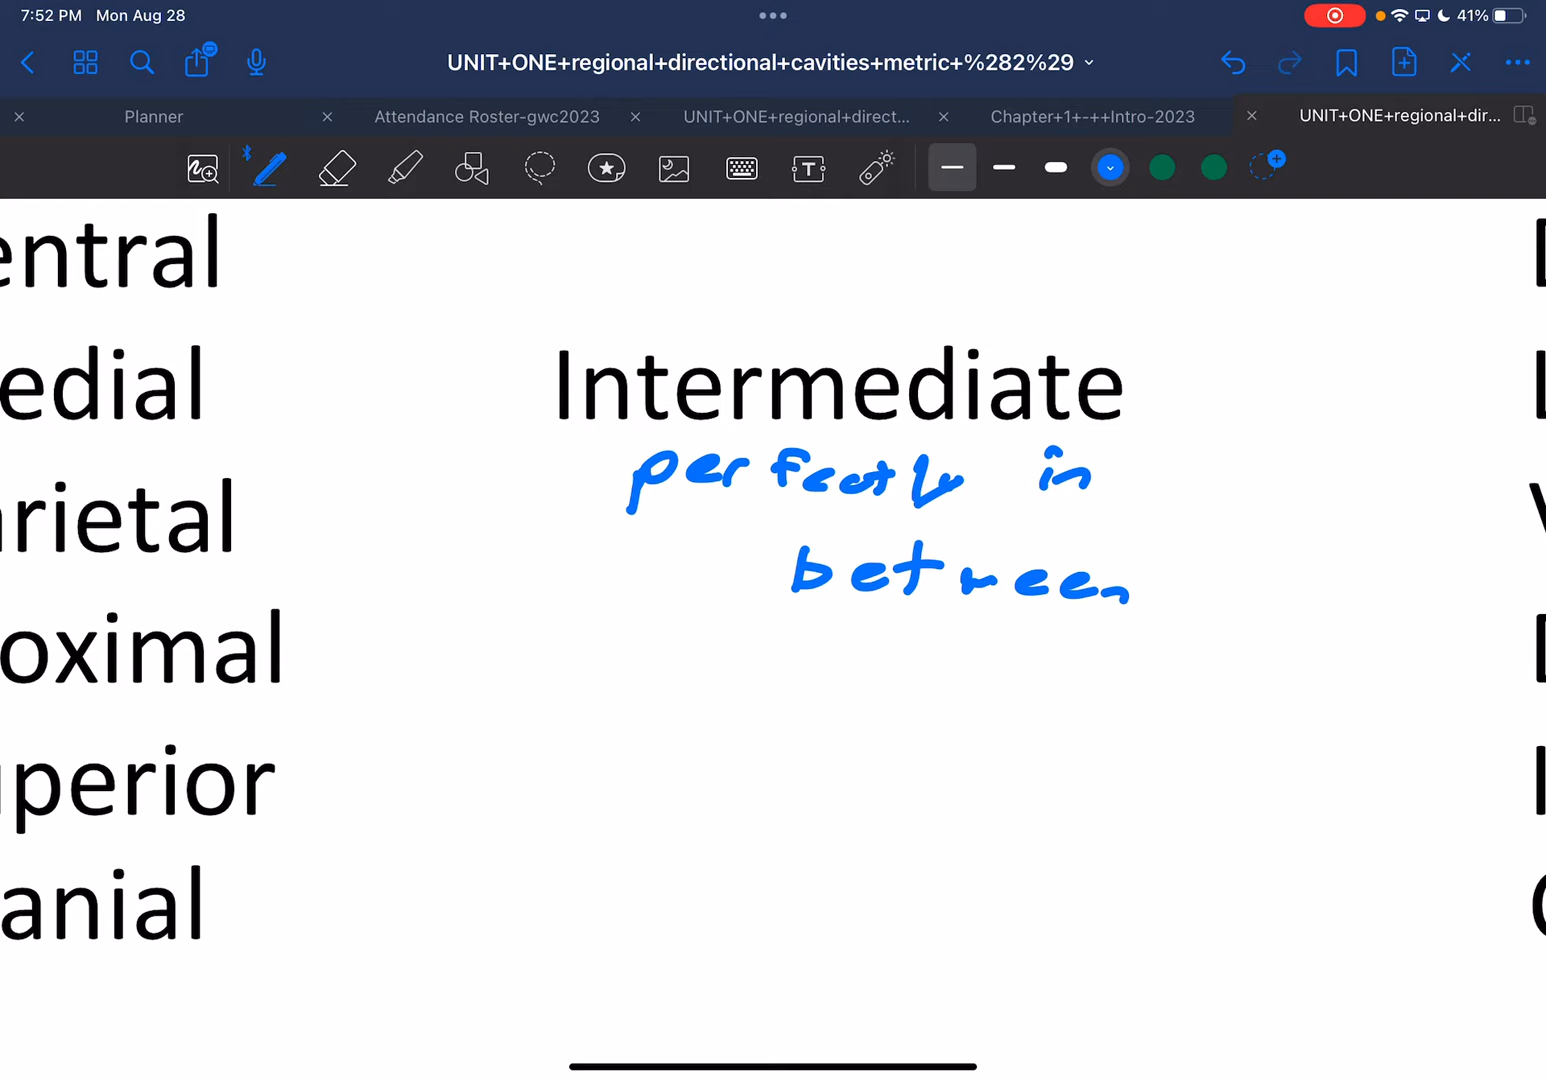 7:52 PM Mon Aug 28
41%
UNIT+ONE+regional+directional+cavities+metric+%282%29
Planner
Attendance Roster-gwc2023
UNIT+ONE+regional+direct...
Chapter+1+-++Intro-2023
UNIT+ONE+regional+dir...
entral
edial Intermediate
perfectly in
rietal
between
oximal
perior
anial